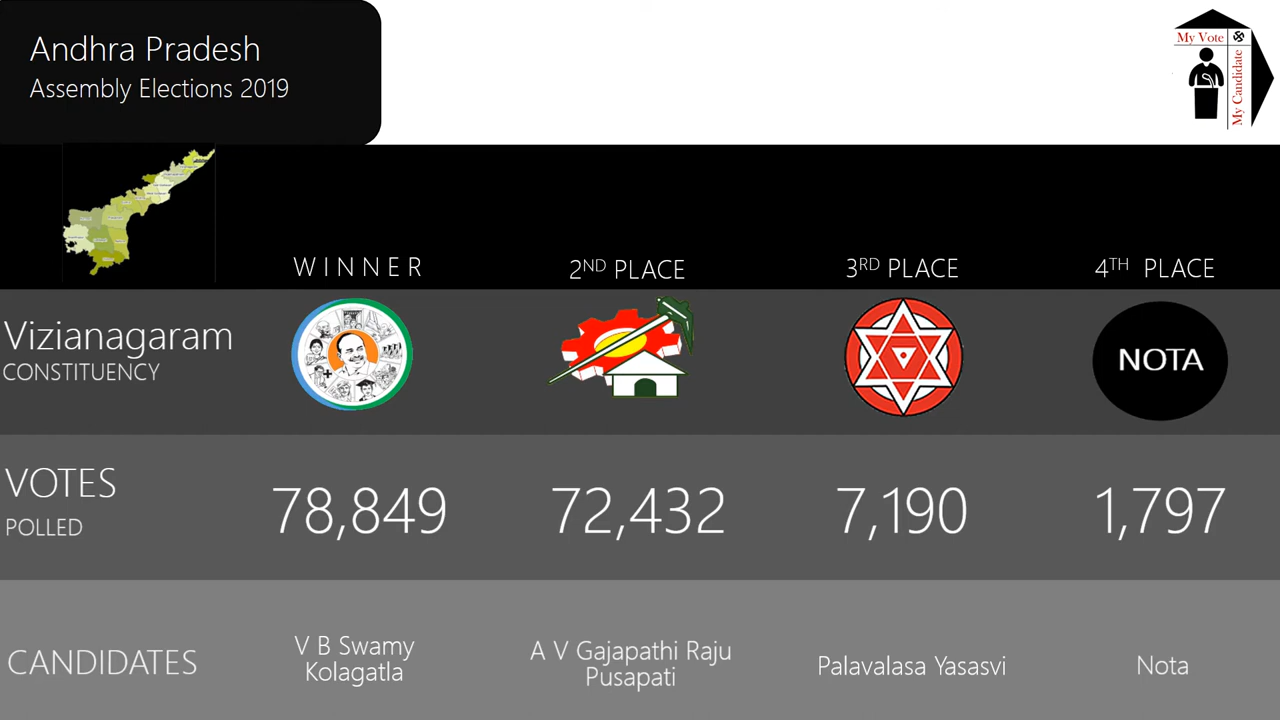 Andhra Pradesh
Assembly Elections 2019
My Vote
My Candidate
WINNER
2ND PLACE
3RD PLACE
4TH PLACE
Vizianagaram
CONSTITUENCY
NOTA
VOTES
POLLED
78,849
72,432
7,190
1,797
CANDIDATES
V B Swamy
Kolagatla
A V Gajapathi Raju
Pusapati
Palavalasa Yasasvi
Nota